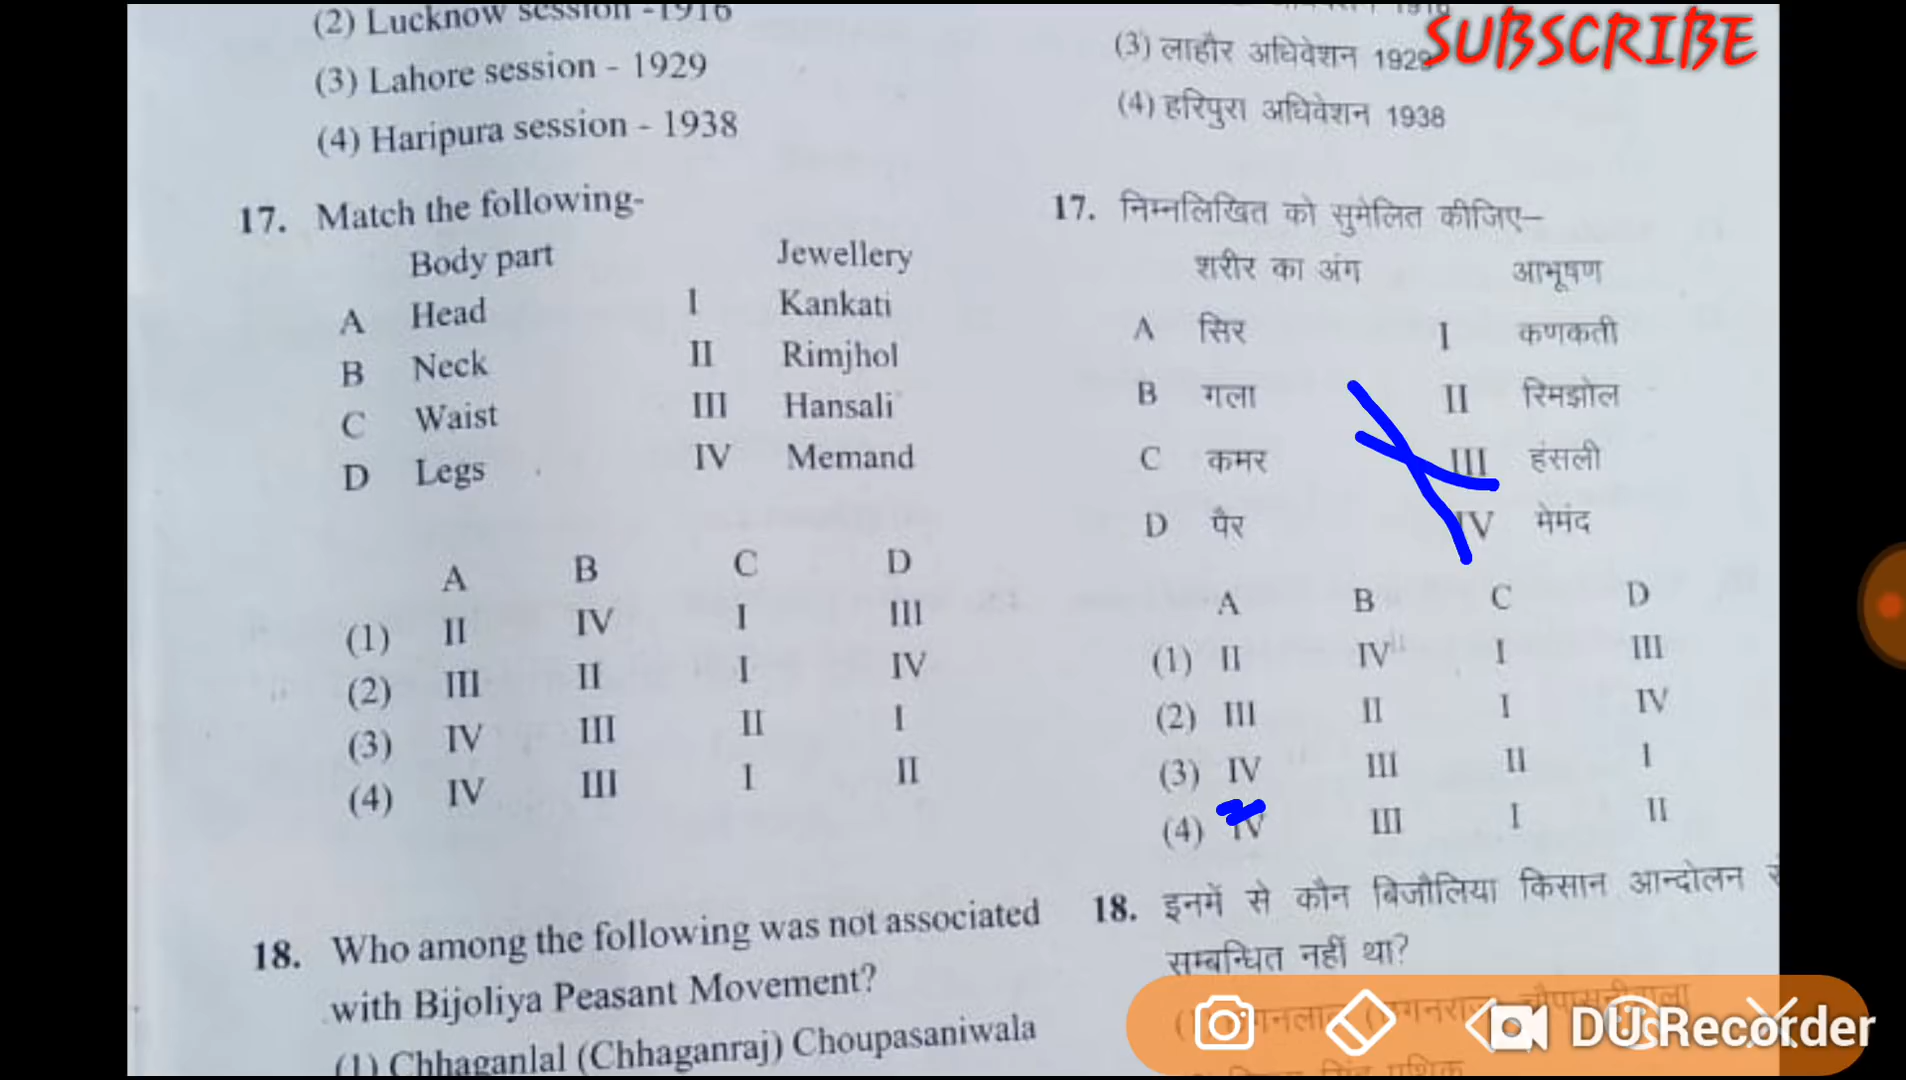 (2) Lucknow session -1916
(3) Lahore session - 1929
(4) Haripura session - 1938
17. Match the following-
Body part Jewellery
A Head I Kankati
B Neck II Rimjhol
C Waist III Hansali
D Legs IV Memand
A B C D
(1) II IV I III
(2) III II I IV
(3) IV III II I
(4) IV III I II
18. Who among the following was not associated
with Bijoliya Peasant Movement?
(1) Chhaganlal (Chhaganraj) Choupasaniwala
1916
(3) लाहौर अधिवेशन 1929
(4) हरिपुरा अधिवेशन 1938
17. निम्नलिखित को सुमेलित कीजिए–
शरीर का अंग आभूषण
A सिर I कणकती
B गला II रिमझोल
C कमर III हंसली
D पैर IV मेमंद
A B C D
(1) II IV I III
(2) III II I IV
(3) IV III II I
(4) IV III I II
18. इनमें से कौन बिजौलिया किसान आन्दोलन
सम्बन्धित नहीं था?
SUBSCRIBE
DU Recorder